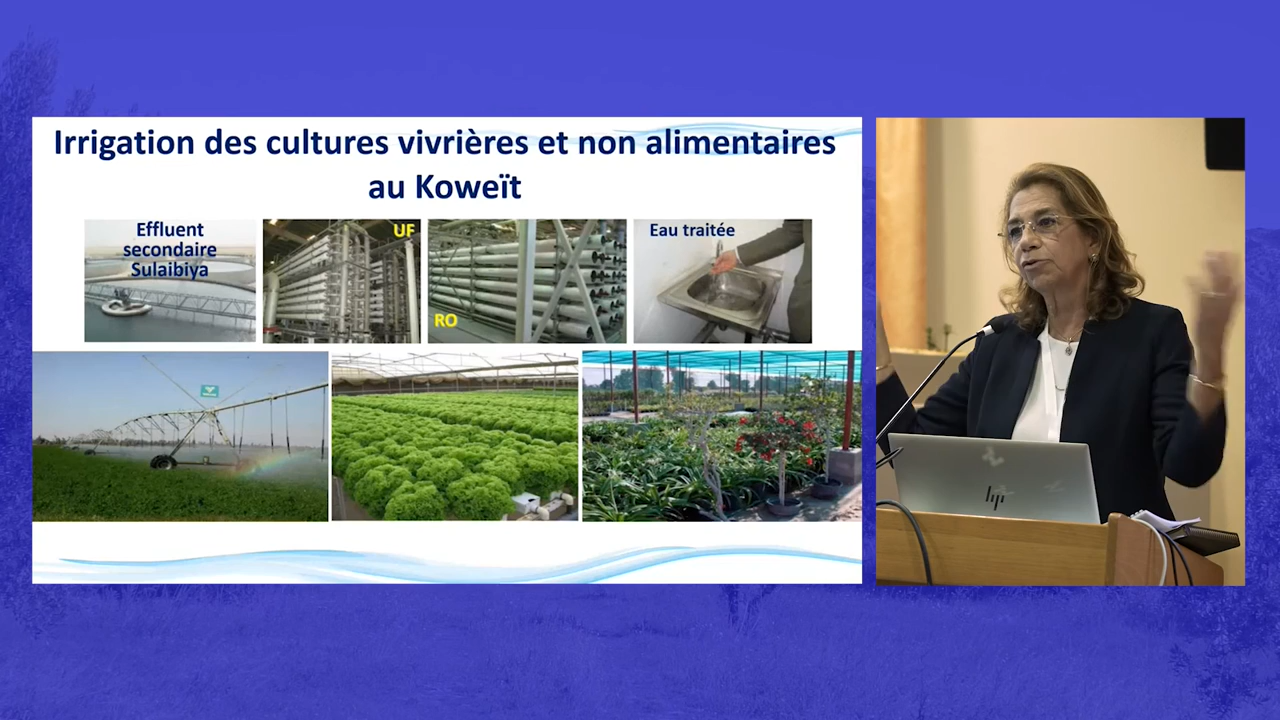 Irrigation des cultures vivrières et non alimentaires
au Koweït
Effluent
secondaire
Sulaibiya
UF
RO
Eau traitée
hp